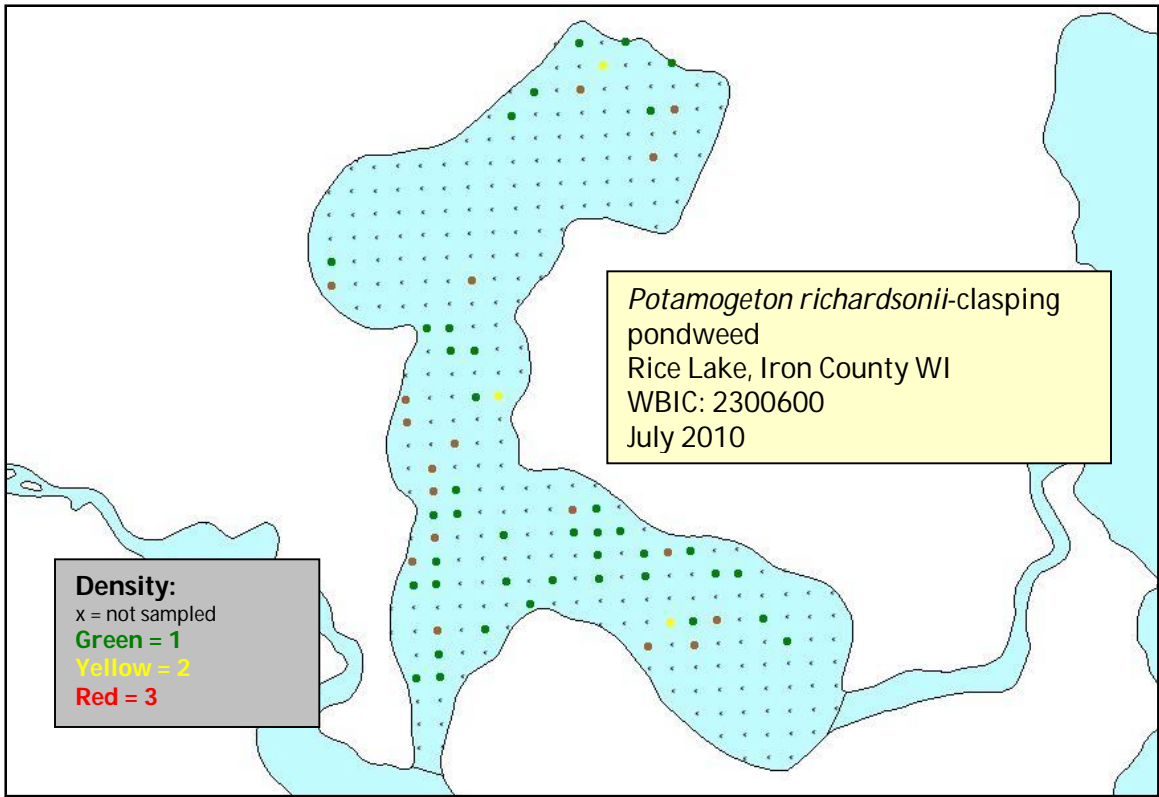 Potamogeton richardsonii-clasping
pondweed
Rice Lake, Iron County WI
WBIC: 2300600
July 2010
Density:
x = not sampled
Green = 1
Yellow = 2
Red = 3